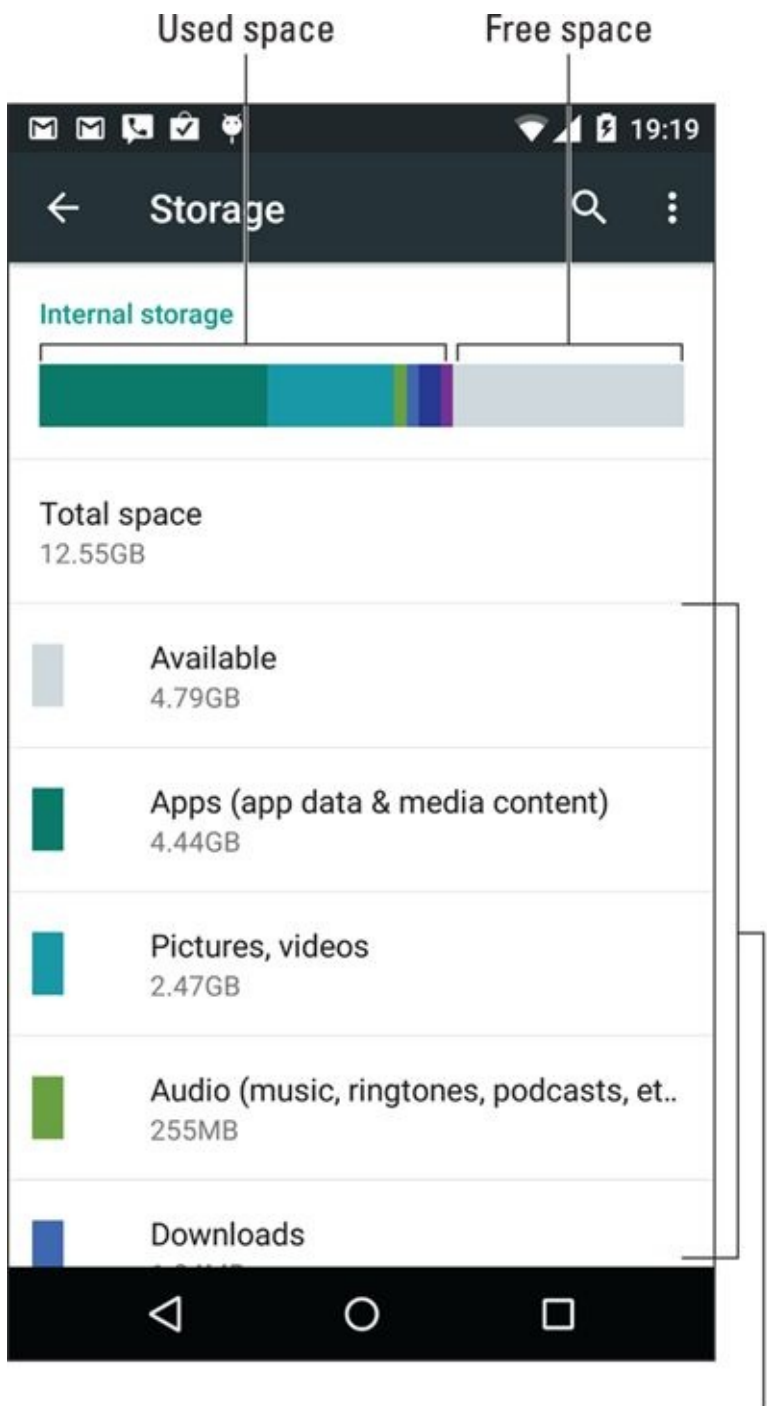 Used space Free space
19:19
Storage
Internal storage
Total space
12.55GB
Available
4.79GB
Apps (app data & media content)
4.44GB
Pictures, videos
2.47GB
Audio (music, ringtones, podcasts, et..
255MB
Downloads